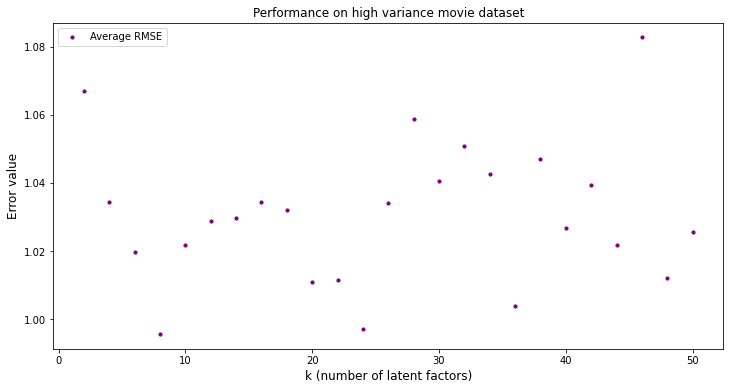 Performance on high variance movie dataset
Average RMSE
1.08
1.06
1.04
1.02
1.00
Error value
0
10
20
30
40
50
k (number of latent factors)